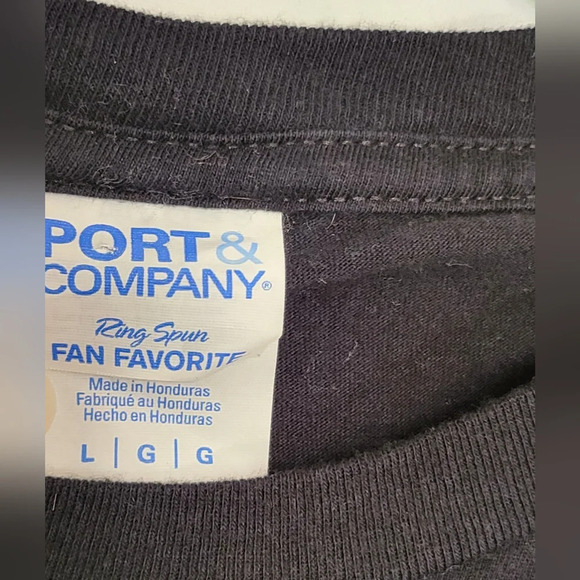 PORT &
COMPANY®
Ring Spun
FAN FAVORITE
Made in Honduras
Fabriqué au Honduras
Hecho en Honduras
L | G | G